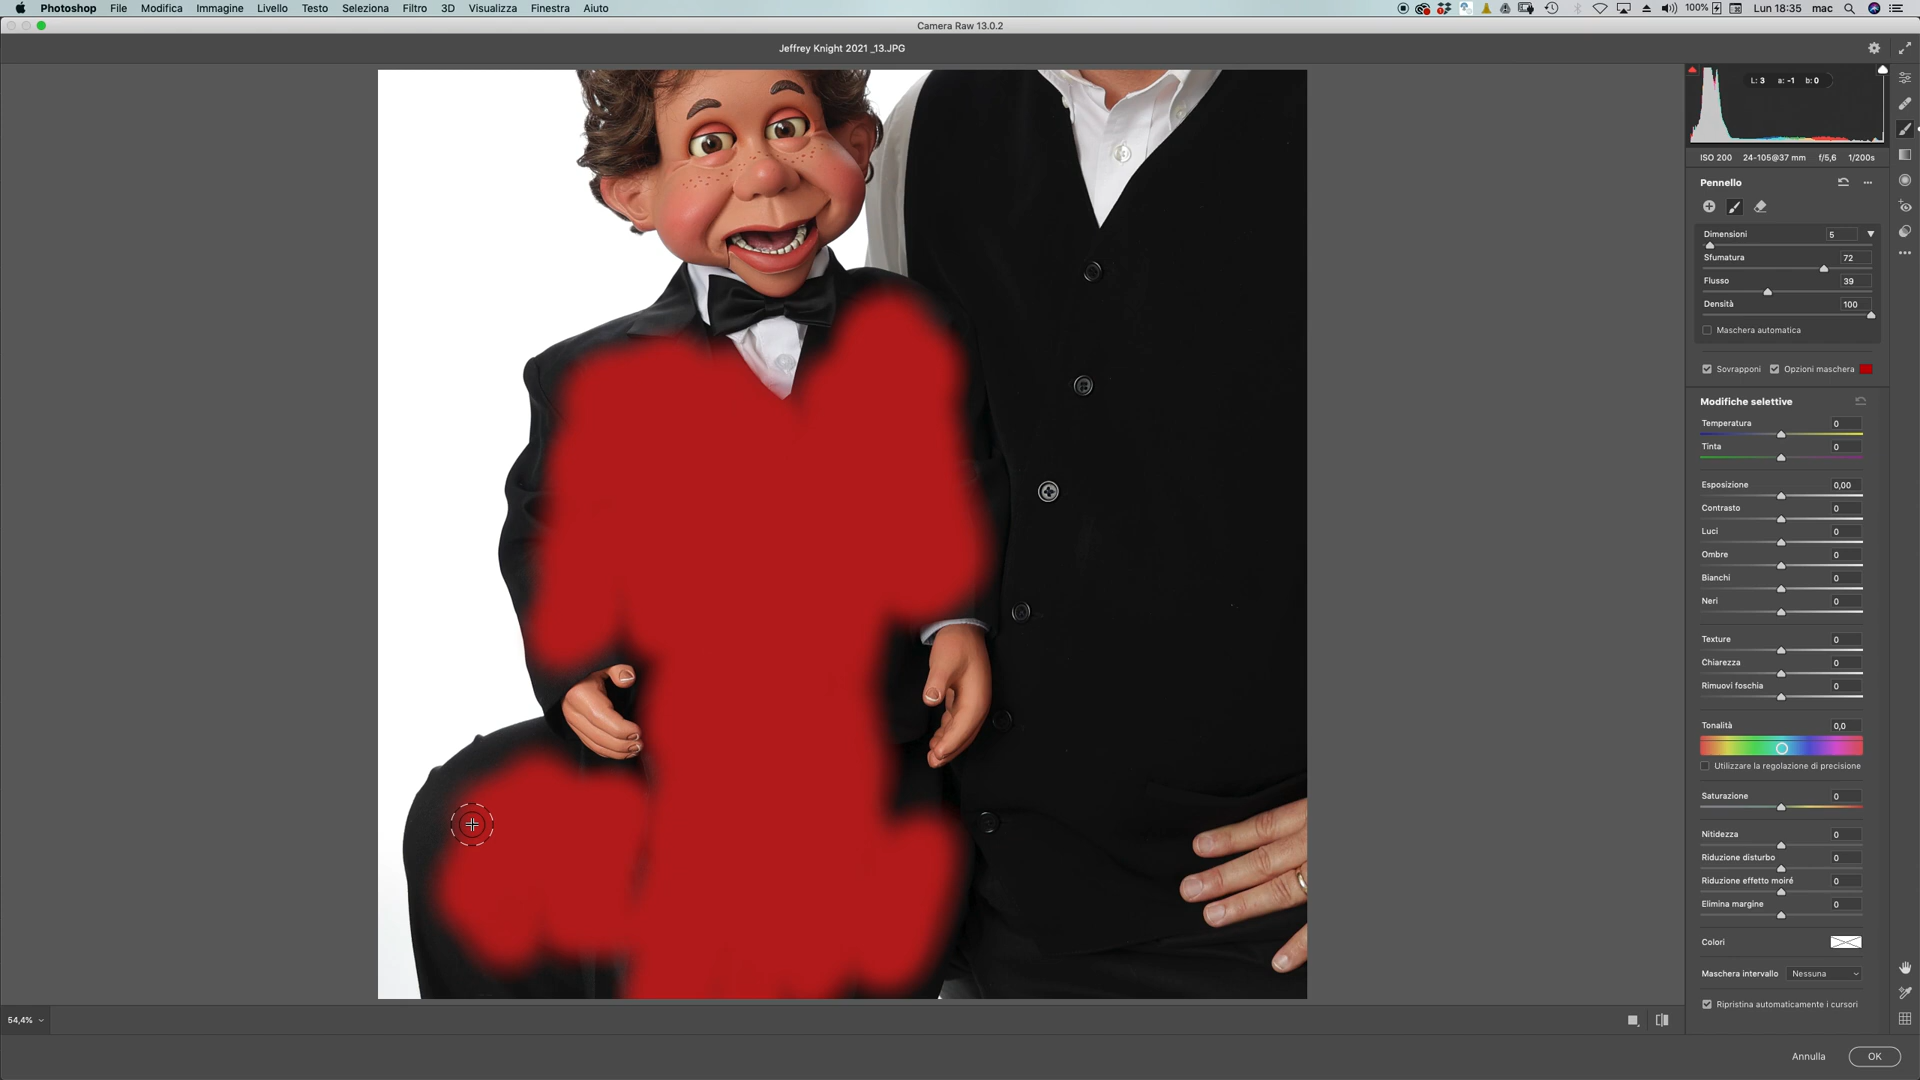 Photoshop File Modifica Immagine Livello Testo Seleziona Filtro 3D Visualizza Finestra Aiuto 100% Lun 18:35 mac
Camera Raw 13.0.2
Jeffrey Knight 2021 _13.JPG
L: 3 a: -1 b: 0
ISO 200 24-105@37 mm f/5,6 1/200s
Pennello
Dimensioni 5
Sfumatura 72
Flusso 39
Densità 100
Maschera automatica
Sovrapponi Opzioni maschera
Modifiche selettive
Temperatura 0
Tinta 0
Esposizione 0,00
Contrasto 0
Luci 0
Ombre 0
Bianchi 0
Neri 0
Texture 0
Chiarezza 0
Rimuovi foschia 0
Tonalità 0,0
Utilizzare la regolazione di precisione
Saturazione 0
Nitidezza 0
Riduzione disturbo 0
Riduzione effetto moiré 0
Elimina margine 0
Colori
Maschera intervallo Nessuna
Ripristina automaticamente i cursori
54,4%
Annulla OK